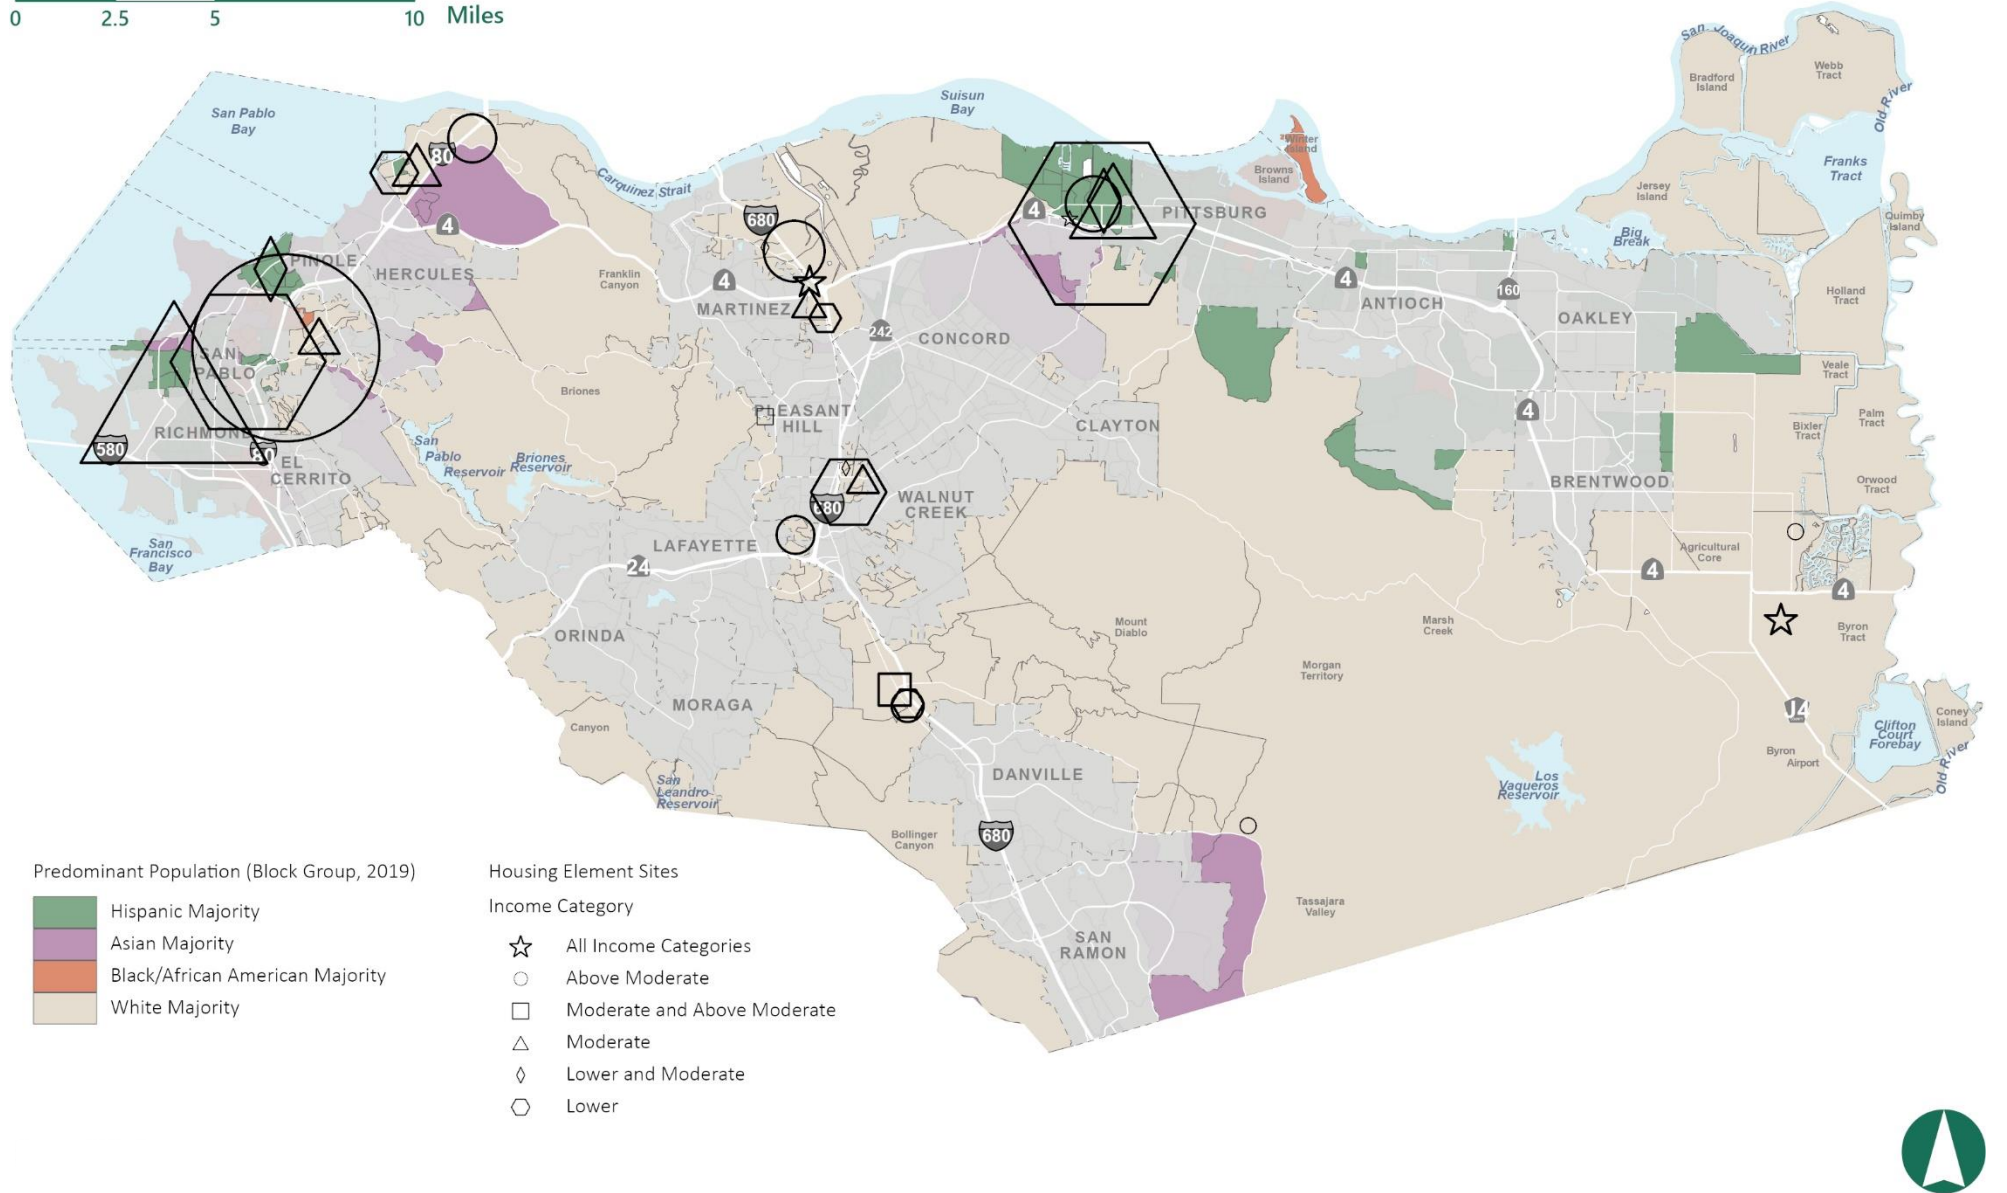 0 2.5 5 10 Miles
San Joaquin River
Webb
Tract
Bradford
Island
Old River
San Pablo
Bay
Suisun
Bay
Franks
Tract
Winter
Island
Browns
Island
80
Carquinez Strait
Jersey
Island
Quimby
Island
680
4
4
PITTSBURG
Big
Break
PINOLE
HERCULES
Franklin
Canyon
4
MARTINEZ
4
ANTIOCH
160
OAKLEY
Holland
Tract
242
CONCORD
SAN
PABLO
Veale
Tract
Briones
PLEASANT
HILL
CLAYTON
4
Palm
Tract
Bixler
Tract
RICHMOND
580
80
EL
CERRITO
San
Pablo
Reservoir
Briones
Reservoir
680
WALNUT
CREEK
BRENTWOOD
Orwood
Tract
San
Francisco
Bay
LAFAYETTE
24
Agricultural
Core
4
4
ORINDA
Mount
Diablo
Marsh
Creek
Byron
Tract
Morgan
Territory
MORAGA
Canyon
J4
Coney
Island
Clifton
Court
Forebay
Old River
Byron
Airport
DANVILLE
San
Leandro
Reservoir
Los
Vaqueros
Reservoir
680
Bollinger
Canyon
Tassajara
Valley
SAN
RAMON
Predominant Population (Block Group, 2019)
Hispanic Majority
Asian Majority
Black/African American Majority
White Majority
Housing Element Sites
Income Category
All Income Categories
Above Moderate
Moderate and Above Moderate
Moderate
Lower and Moderate
Lower